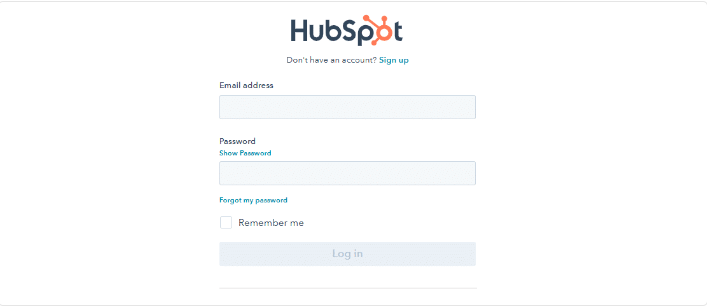 HubSpot
Don't have an account? Sign up
Email address
Password
Show Password
Forgot my password
Remember me
Log in